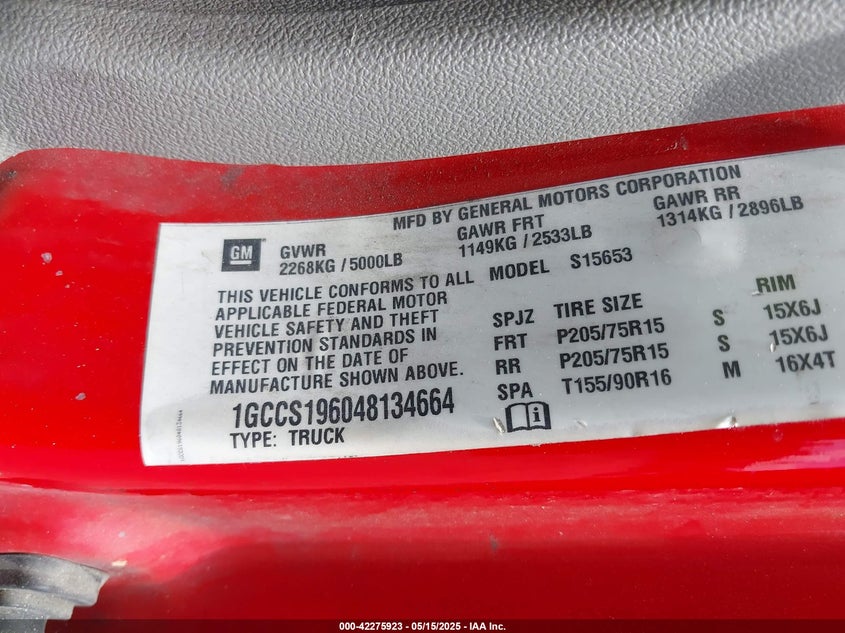 MFD BY GENERAL MOTORS CORPORATION
GM
GVWR GAWR FRT GAWR RR
2268KG / 5000LB 1149KG / 2533LB 1314KG / 2896LB
THIS VEHICLE CONFORMS TO ALL
APPLICABLE FEDERAL MOTOR
VEHICLE SAFETY AND THEFT
PREVENTION STANDARDS IN
EFFECT ON THE DATE OF
MANUFACTURE SHOWN ABOVE.
MODEL S15653
SPJZ TIRE SIZE RIM
FRT P205/75R15 S 15X6J
RR P205/75R15 S 15X6J
SPA T155/90R16 M 16X4T
1GCCS196048134664
TYPE: TRUCK
i
1GCCS196048134664
000-42275923 — 05/15/2025 — IAA Inc.